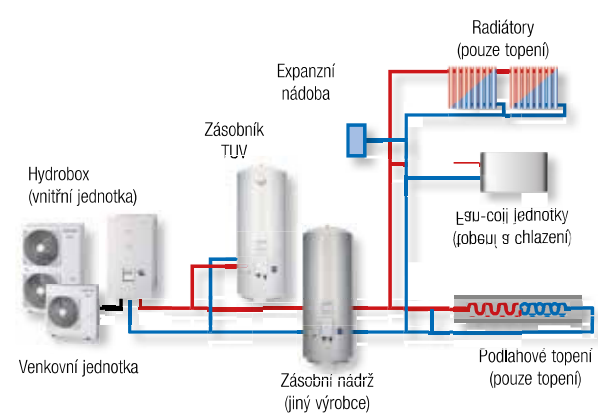 Radiátory
(pouze topení)
Expanzní
nádoba
Zásobník
TUV
Hydrobox
(vnitřní jednotka)
Fan-coil jednotky
(topení a chlazení)
Venkovní jednotka
Zásobní nádrž
(jiný výrobce)
Podlahové topení
(pouze topení)